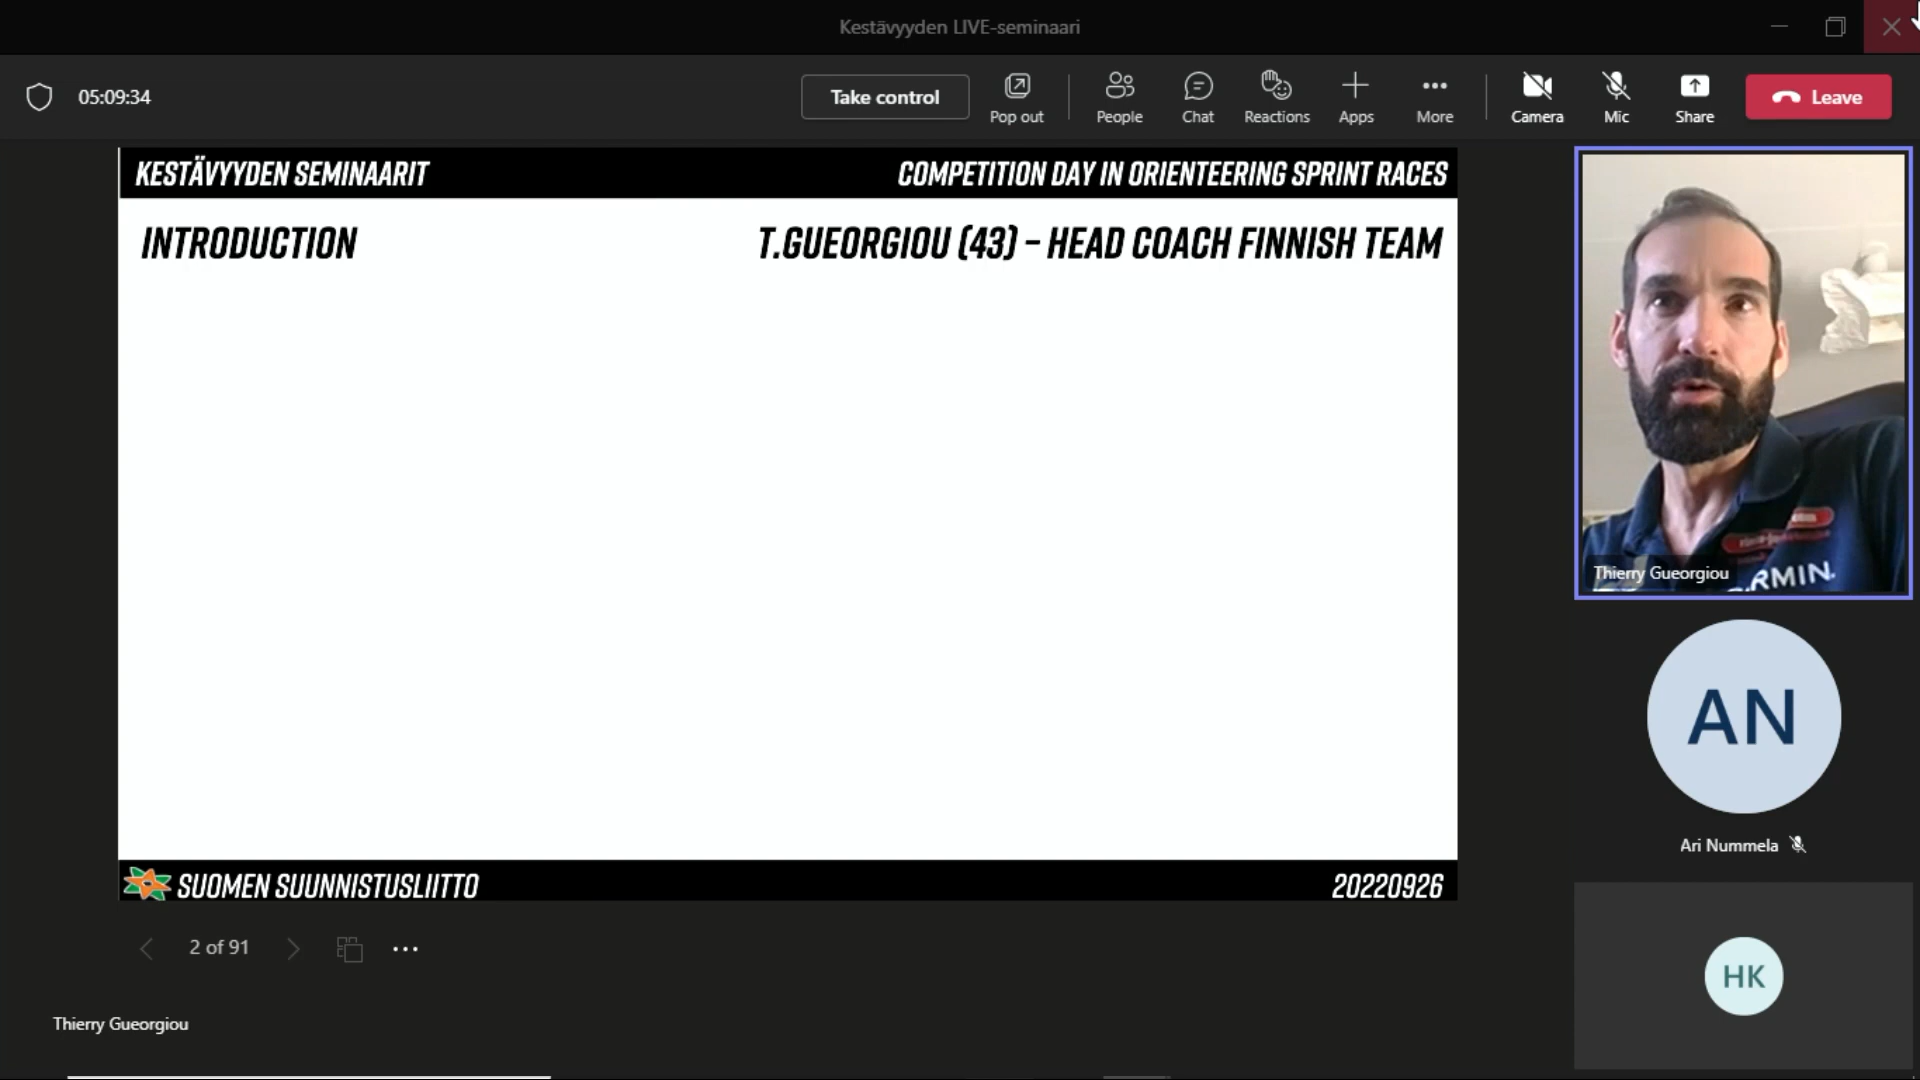 Kestävyyden LIVE-seminaari
05:09:34
Take control
Pop out
People
Chat
Reactions
Apps
More
Camera
Mic
Share
Leave
KESTÄVYYDEN SEMINAARIT
COMPETITION DAY IN ORIENTEERING SPRINT RACES
INTRODUCTION
T.GUEORGIOU (43) – HEAD COACH FINNISH TEAM
Thierry Gueorgiou
RMIN.
AN
Ari Nummela
SUOMEN SUUNNISTUSLIITTO
20220926
2 of 91
HK
Thierry Gueorgiou